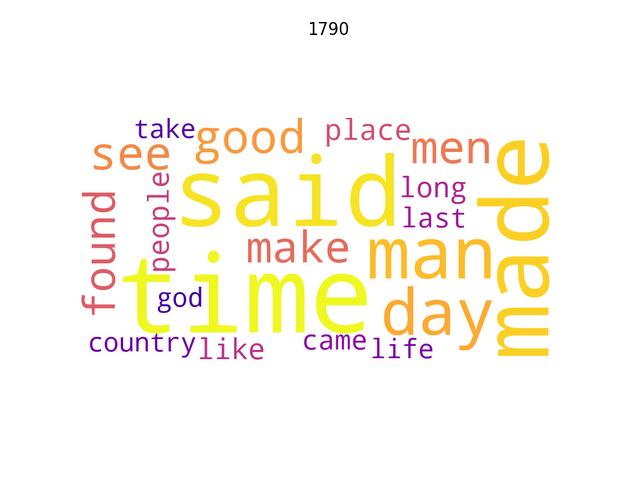 1790
take
good
place
see
men
said
made
people
long
found
last
make
man
time
god
day
country
like
came
life